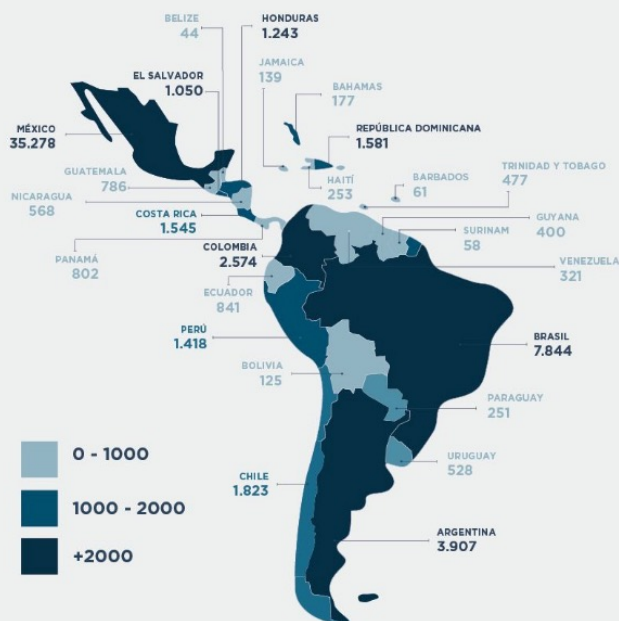 BELIZE
44
HONDURAS
1.243
JAMAICA
139
EL SALVADOR
1.050
BAHAMAS
177
MÉXICO
35.278
REPÚBLICA DOMINICANA
1.581
GUATEMALA
786
HAITÍ
253
BARBADOS
61
TRINIDAD Y TOBAGO
477
NICARAGUA
568
COSTA RICA
1.545
GUYANA
400
SURINAM
58
PANAMÁ
802
COLOMBIA
2.574
VENEZUELA
321
ECUADOR
841
PERÚ
1.418
BRASIL
7.844
BOLIVIA
125
PARAGUAY
251
URUGUAY
528
CHILE
1.823
ARGENTINA
3.907
0 - 1000
1000 - 2000
+2000